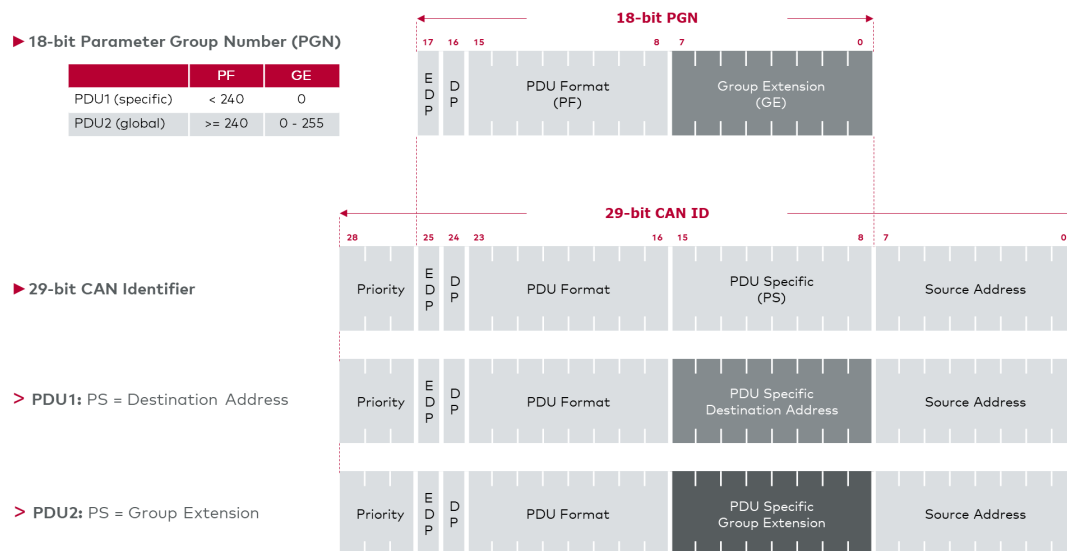 18-bit PGN
▶ 18-bit Parameter Group Number (PGN)
17 16 15 8 7 0
PF GE
PDU1 (specific) < 240 0
PDU2 (global) >= 240 0 - 255
E
D
P
D
P
PDU Format
(PF)
Group Extension
(GE)
29-bit CAN ID
28 25 24 23 16 15 8 7 0
▶ 29-bit CAN Identifier
Priority
E
D
P
D
P
PDU Format
PDU Specific
(PS)
Source Address
> PDU1: PS = Destination Address
Priority
E
D
P
D
P
PDU Format
PDU Specific
Destination Address
Source Address
> PDU2: PS = Group Extension
Priority
E
D
P
D
P
PDU Format
PDU Specific
Group Extension
Source Address